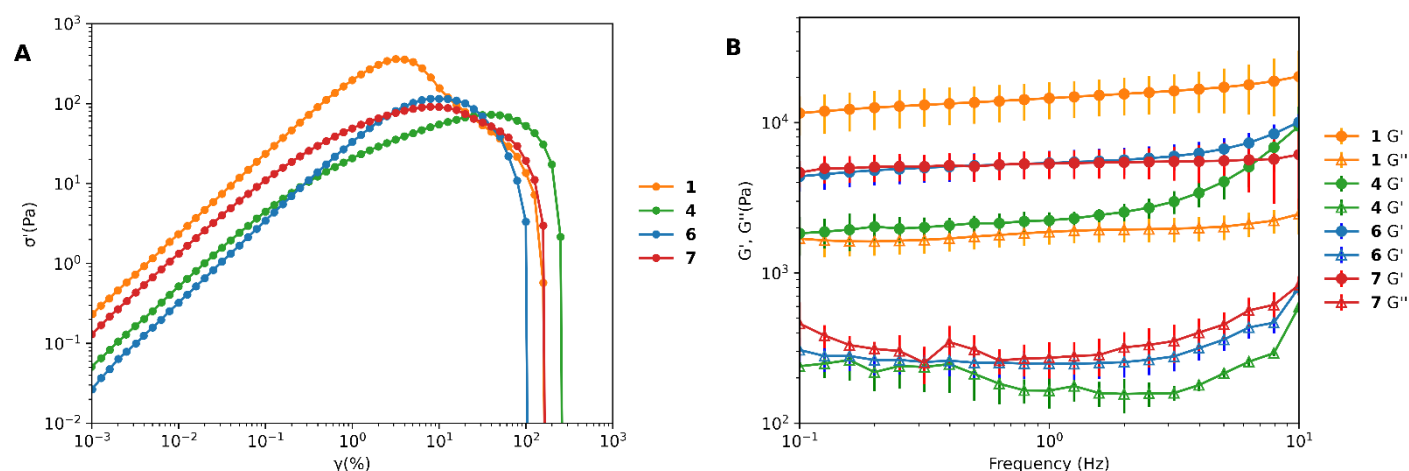 A
σ'(Pa)
10³
10²
10¹
10⁰
10⁻¹
10⁻²
10⁻³
10⁻²
10⁻¹
10⁰
10¹
10²
10³
γ(%)
1
4
6
7
B
G', G''(Pa)
10⁴
10³
10²
10⁻¹
10⁰
10¹
Frequency (Hz)
1 G'
1 G''
4 G'
4 G'
6 G'
6 G'
7 G'
7 G''